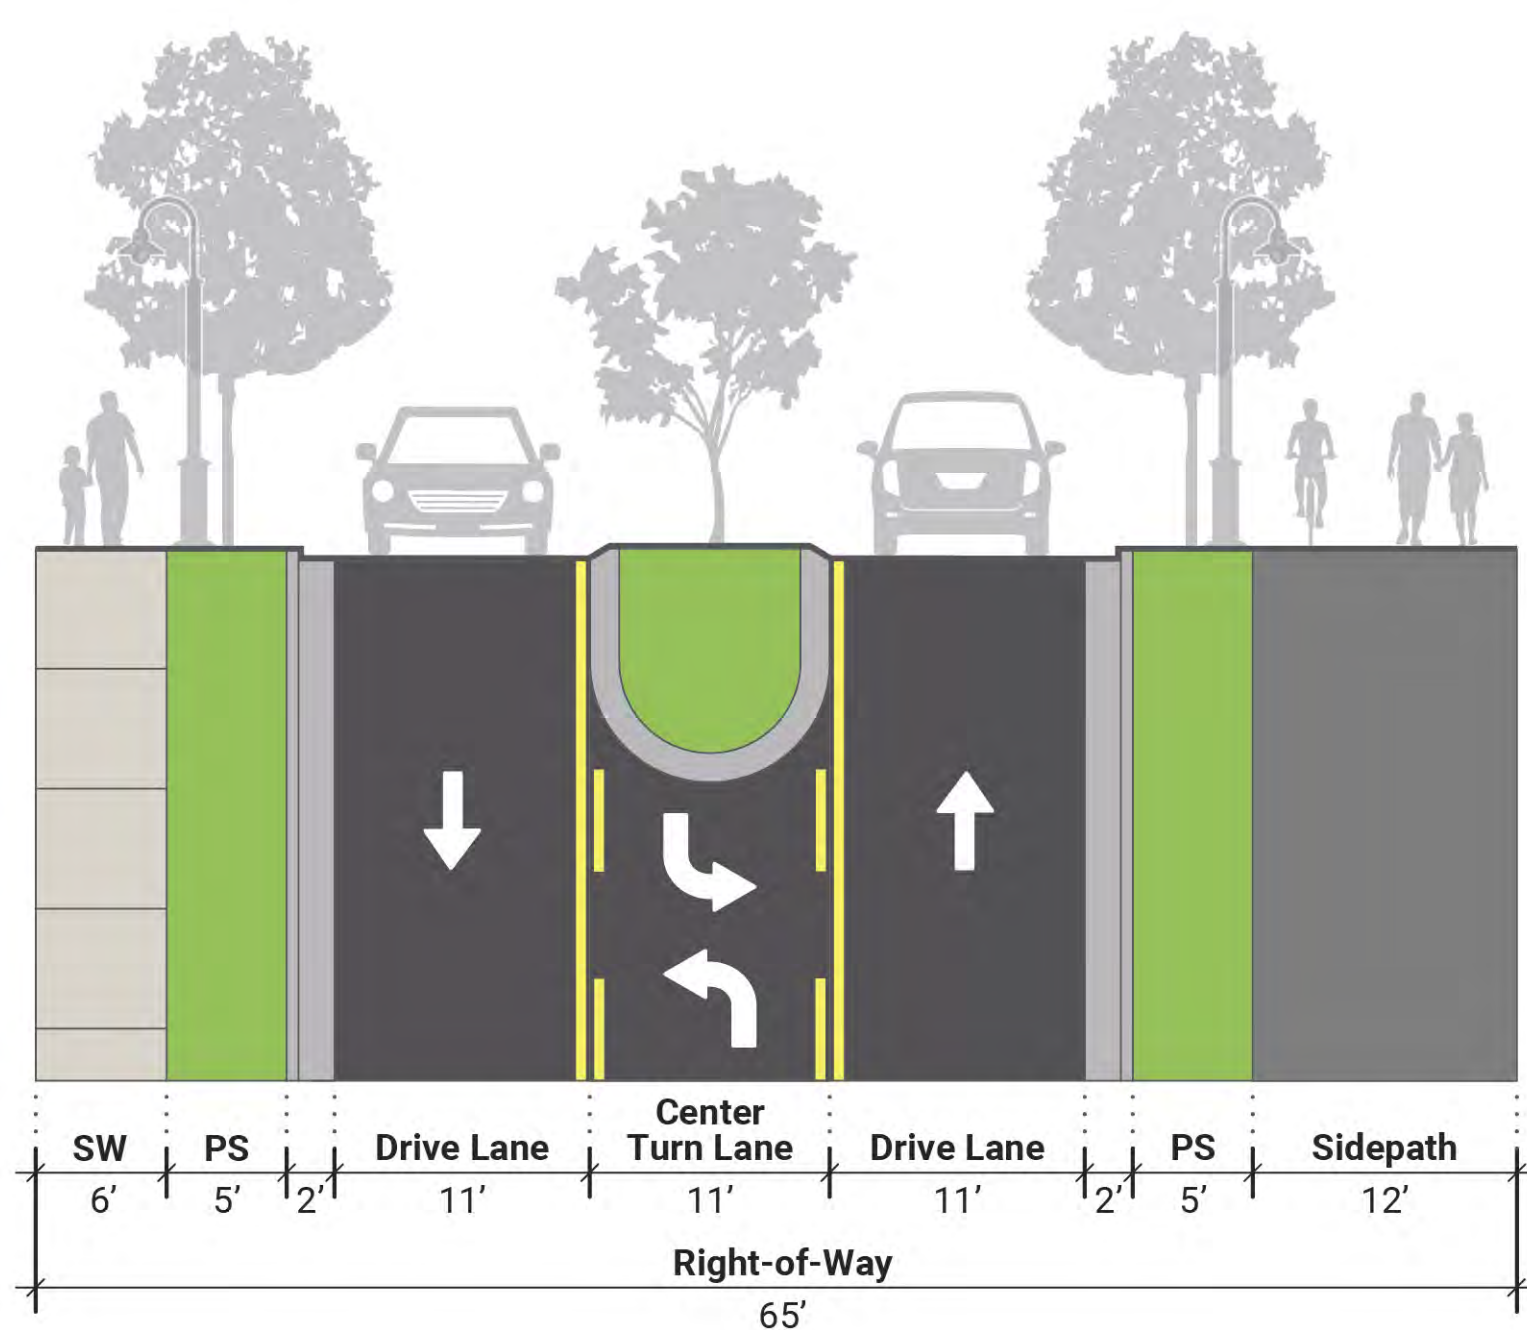 Center
SW PS Drive Lane Turn Lane Drive Lane PS Sidepath
6’ 5’ 2’ 11’ 11’ 11’ 2’ 5’ 12’
Right-of-Way
65’